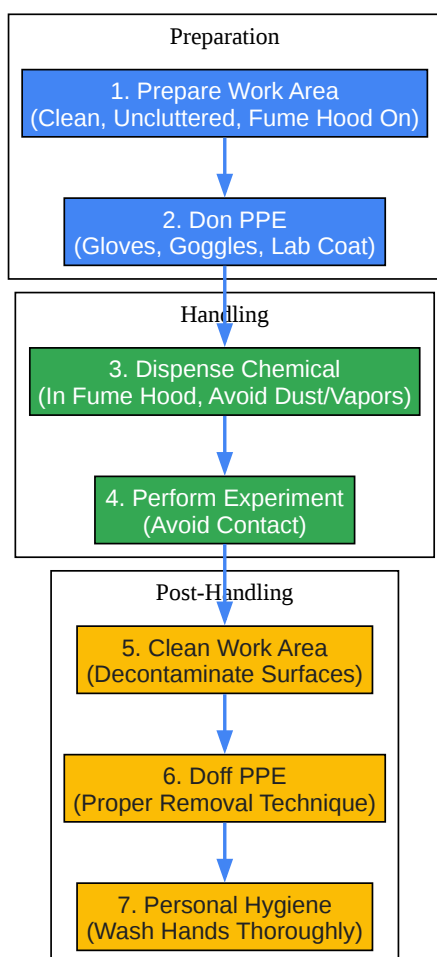 Preparation
1. Prepare Work Area
(Clean, Uncluttered, Fume Hood On)
2. Don PPE
(Gloves, Goggles, Lab Coat)
Handling
3. Dispense Chemical
(In Fume Hood, Avoid Dust/Vapors)
4. Perform Experiment
(Avoid Contact)
Post-Handling
5. Clean Work Area
(Decontaminate Surfaces)
6. Doff PPE
(Proper Removal Technique)
7. Personal Hygiene
(Wash Hands Thoroughly)